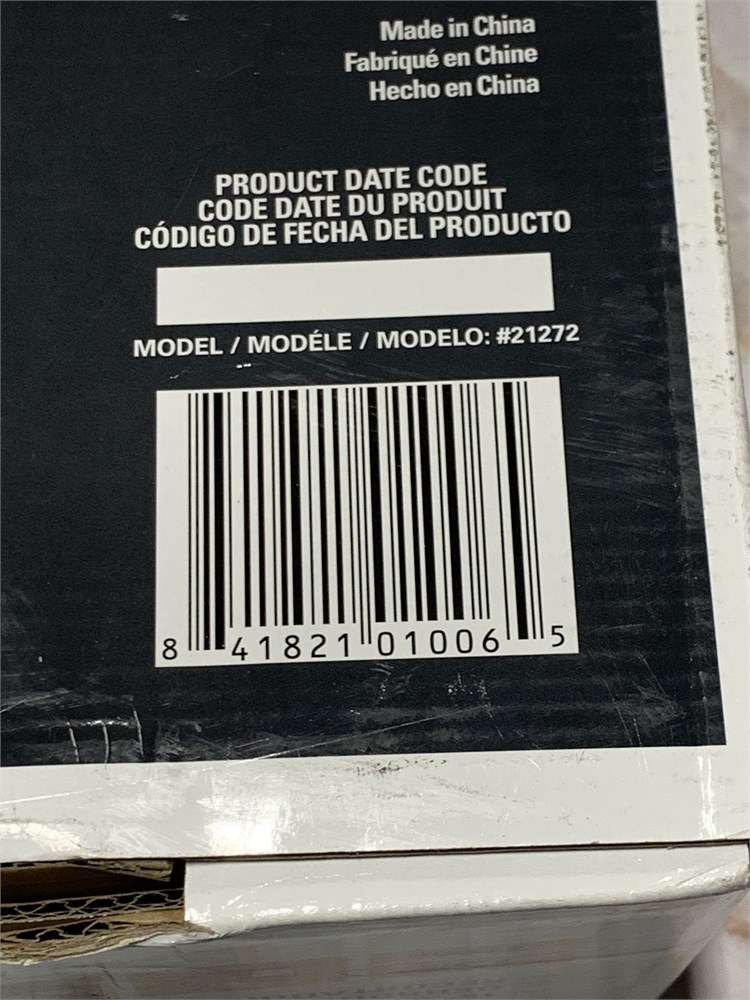 Made in China
Fabriqué en Chine
Hecho en China
PRODUCT DATE CODE
CODE DATE DU PRODUIT
CÓDIGO DE FECHA DEL PRODUCTO
MODEL / MODÉLE / MODELO: #21272
8 41821 01006 5